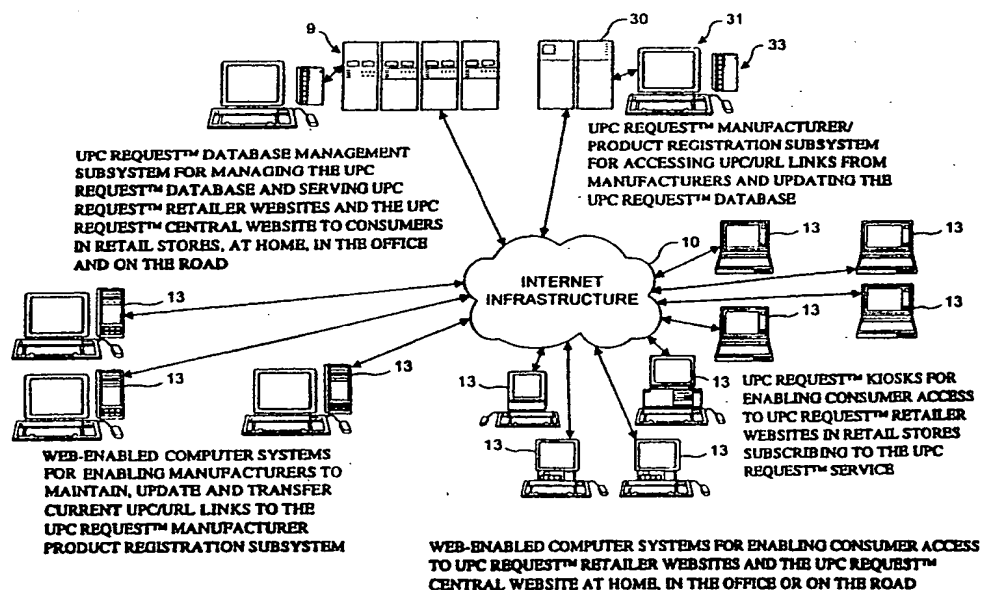 9
30
31
33
UPC REQUEST™ DATABASE MANAGEMENT
SUBSYSTEM FOR MANAGING THE UPC
REQUEST™ DATABASE AND SERVING UPC
REQUEST™ RETAILER WEBSITES AND THE UPC
REQUEST™ CENTRAL WEBSITE TO CONSUMERS
IN RETAIL STORES, AT HOME, IN THE OFFICE
AND ON THE ROAD
UPC REQUEST™ MANUFACTURER/
PRODUCT REGISTRATION SUBSYSTEM
FOR ACCESSING UPC/URL LINKS FROM
MANUFACTURERS AND UPDATING THE
UPC REQUEST™ DATABASE
10
INTERNET
INFRASTRUCTURE
13
13
13
13
13
13
13
WEB-ENABLED COMPUTER SYSTEMS
FOR ENABLING MANUFACTURERS TO
MAINTAIN, UPDATE AND TRANSFER
CURRENT UPC/URL LINKS TO THE
UPC REQUEST™ MANUFACTURER
PRODUCT REGISTRATION SUBSYSTEM
13
13
13
13
UPC REQUEST™ KIOSKS FOR
ENABLING CONSUMER ACCESS
TO UPC REQUEST™ RETAILER
WEBSITES IN RETAIL STORES
SUBSCRIBING TO THE UPC
REQUEST™ SERVICE
WEB-ENABLED COMPUTER SYSTEMS FOR ENABLING CONSUMER ACCESS
TO UPC REQUEST™ RETAILER WEBSITES AND THE UPC REQUEST™
CENTRAL WEBSITE AT HOME, IN THE OFFICE OR ON THE ROAD